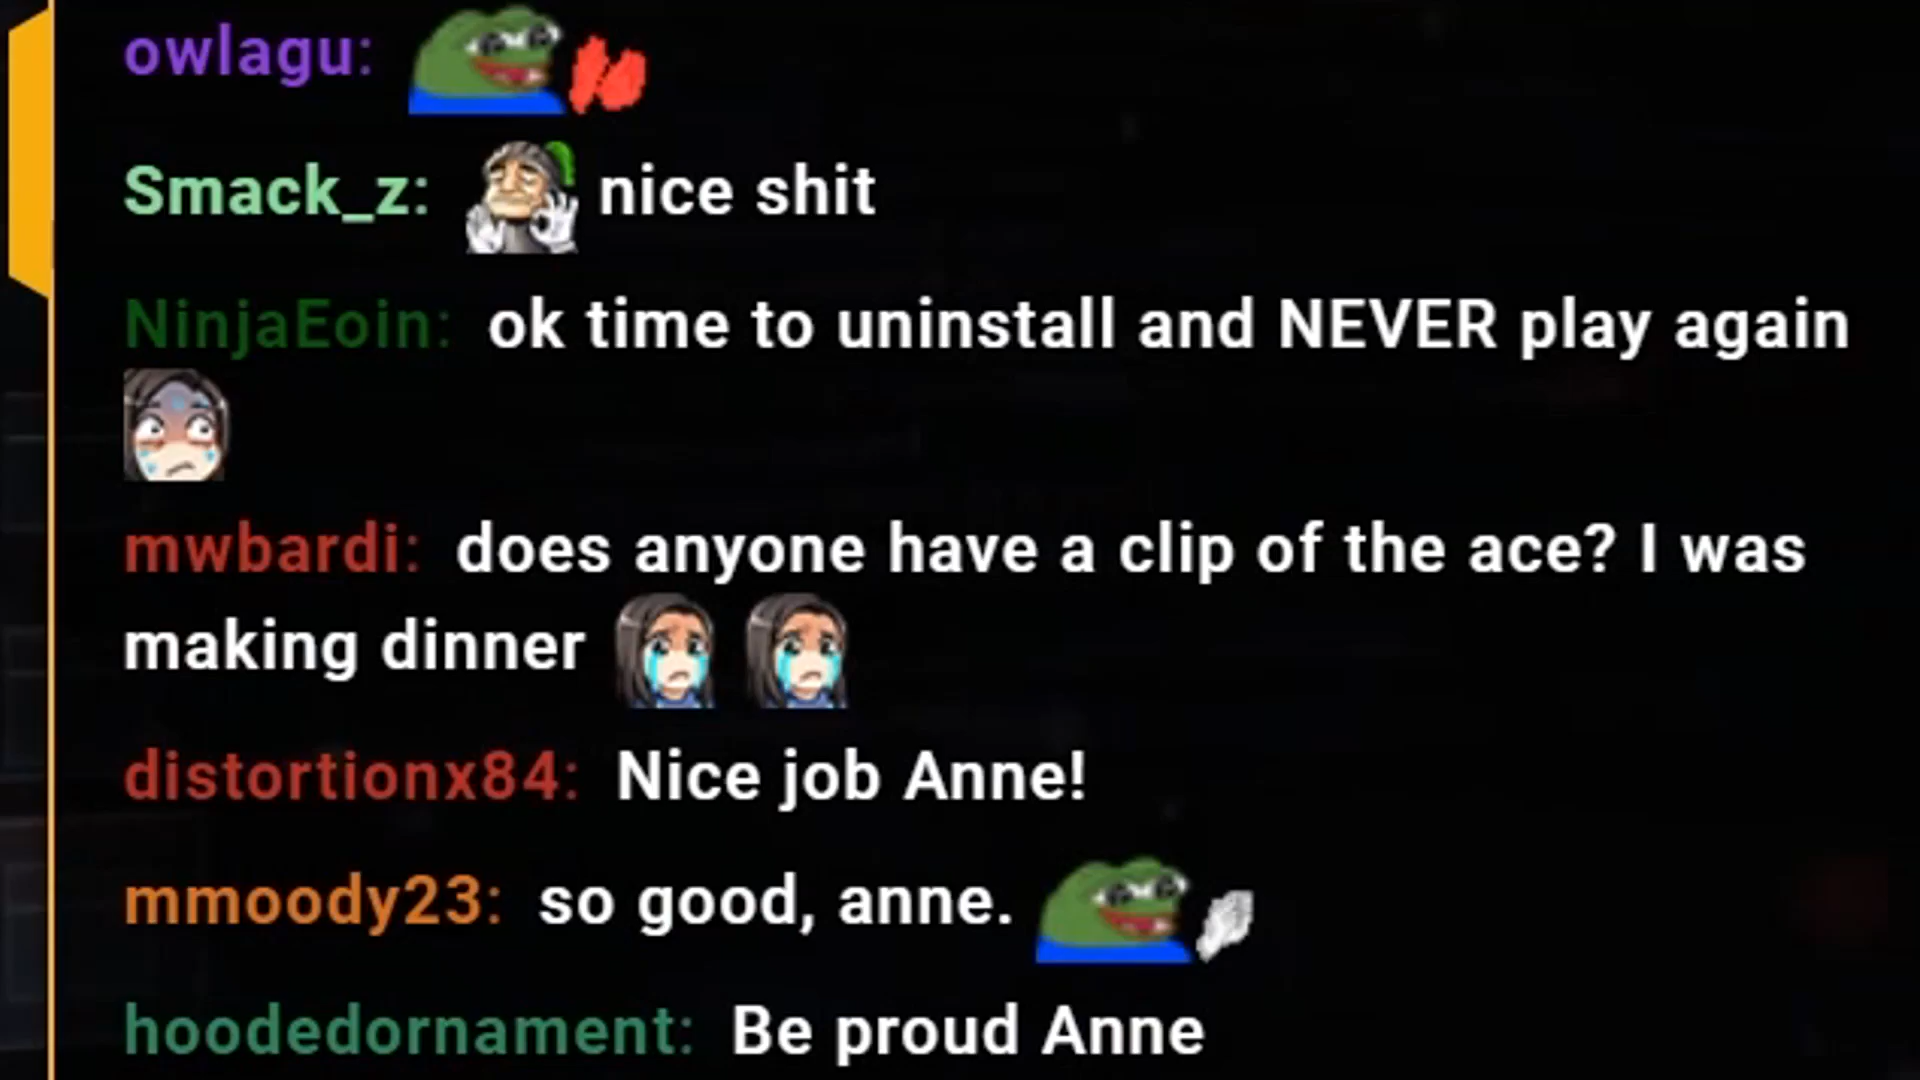 owlagu:
Smack_z: nice shit
NinjaEoin: ok time to uninstall and NEVER play again
mwbardi: does anyone have a clip of the ace? I was
making dinner
distortionx84: Nice job Anne!
mmoody23: so good, anne.
hoodedornament: Be proud Anne